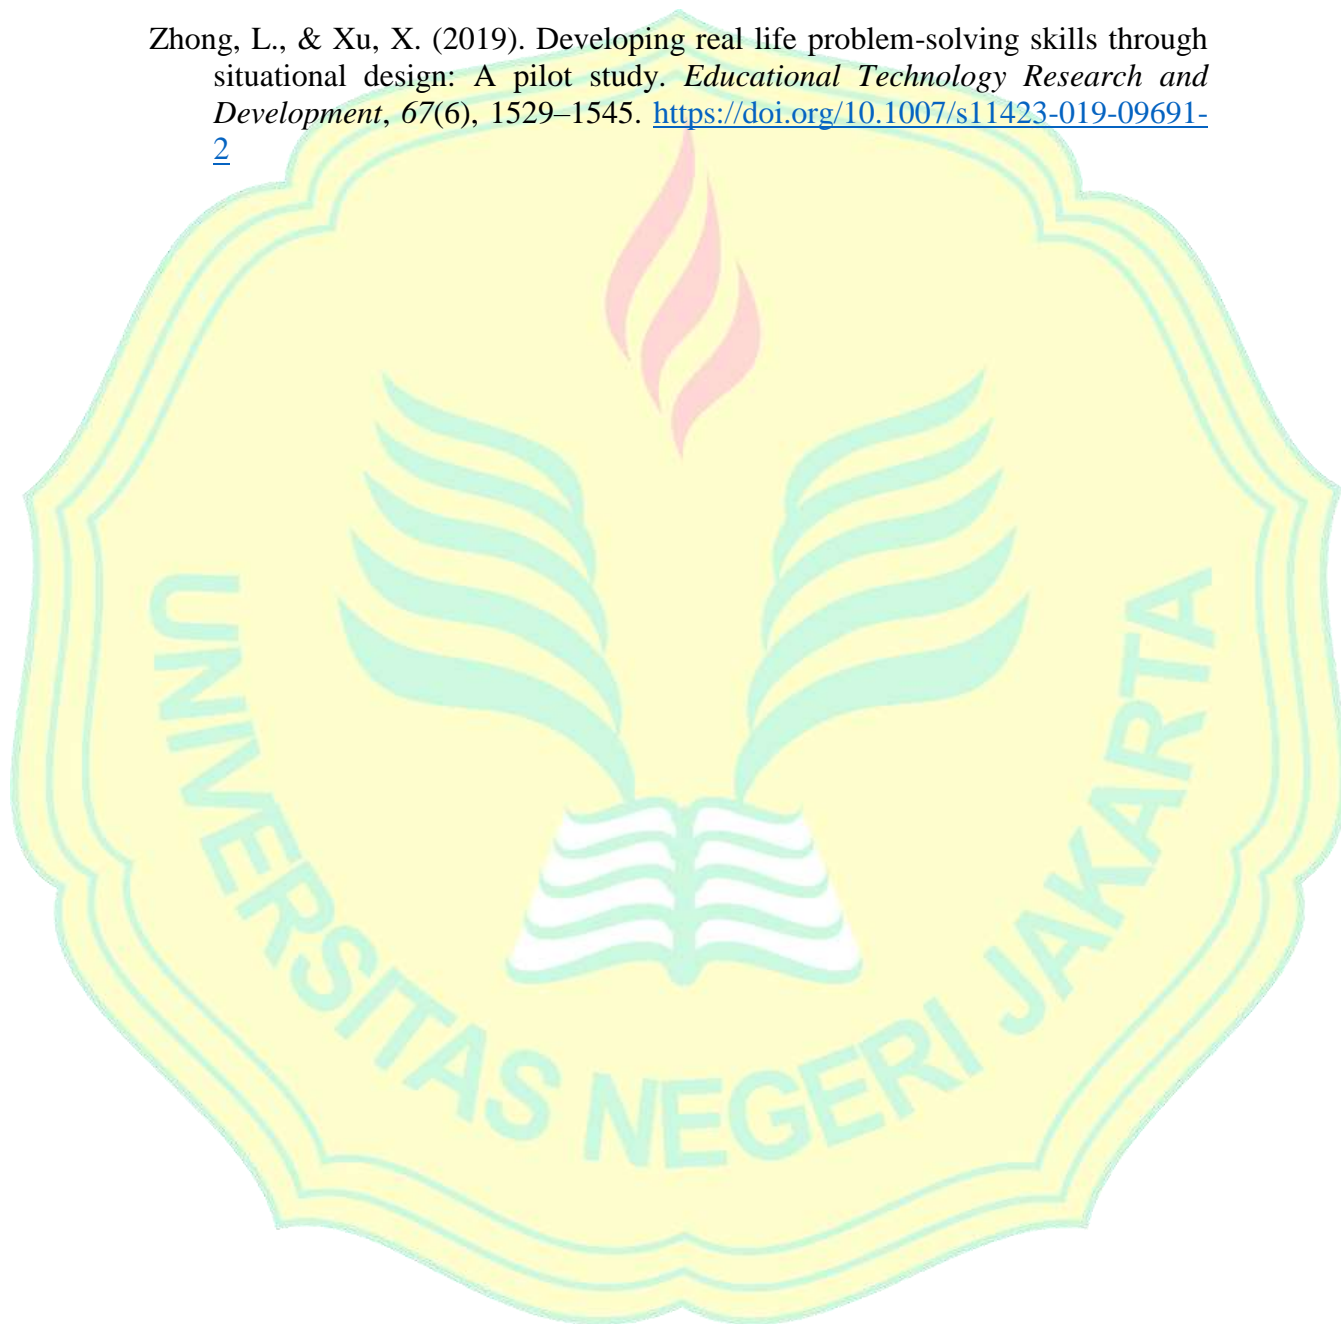 Zhong, L., & Xu, X. (2019). Developing real life problem-solving skills through
situational design: A pilot study. Educational Technology Research and
Development, 67(6), 1529–1545. https://doi.org/10.1007/s11423-019-09691-
2
UNIVERSITAS NEGERI JAKARTA